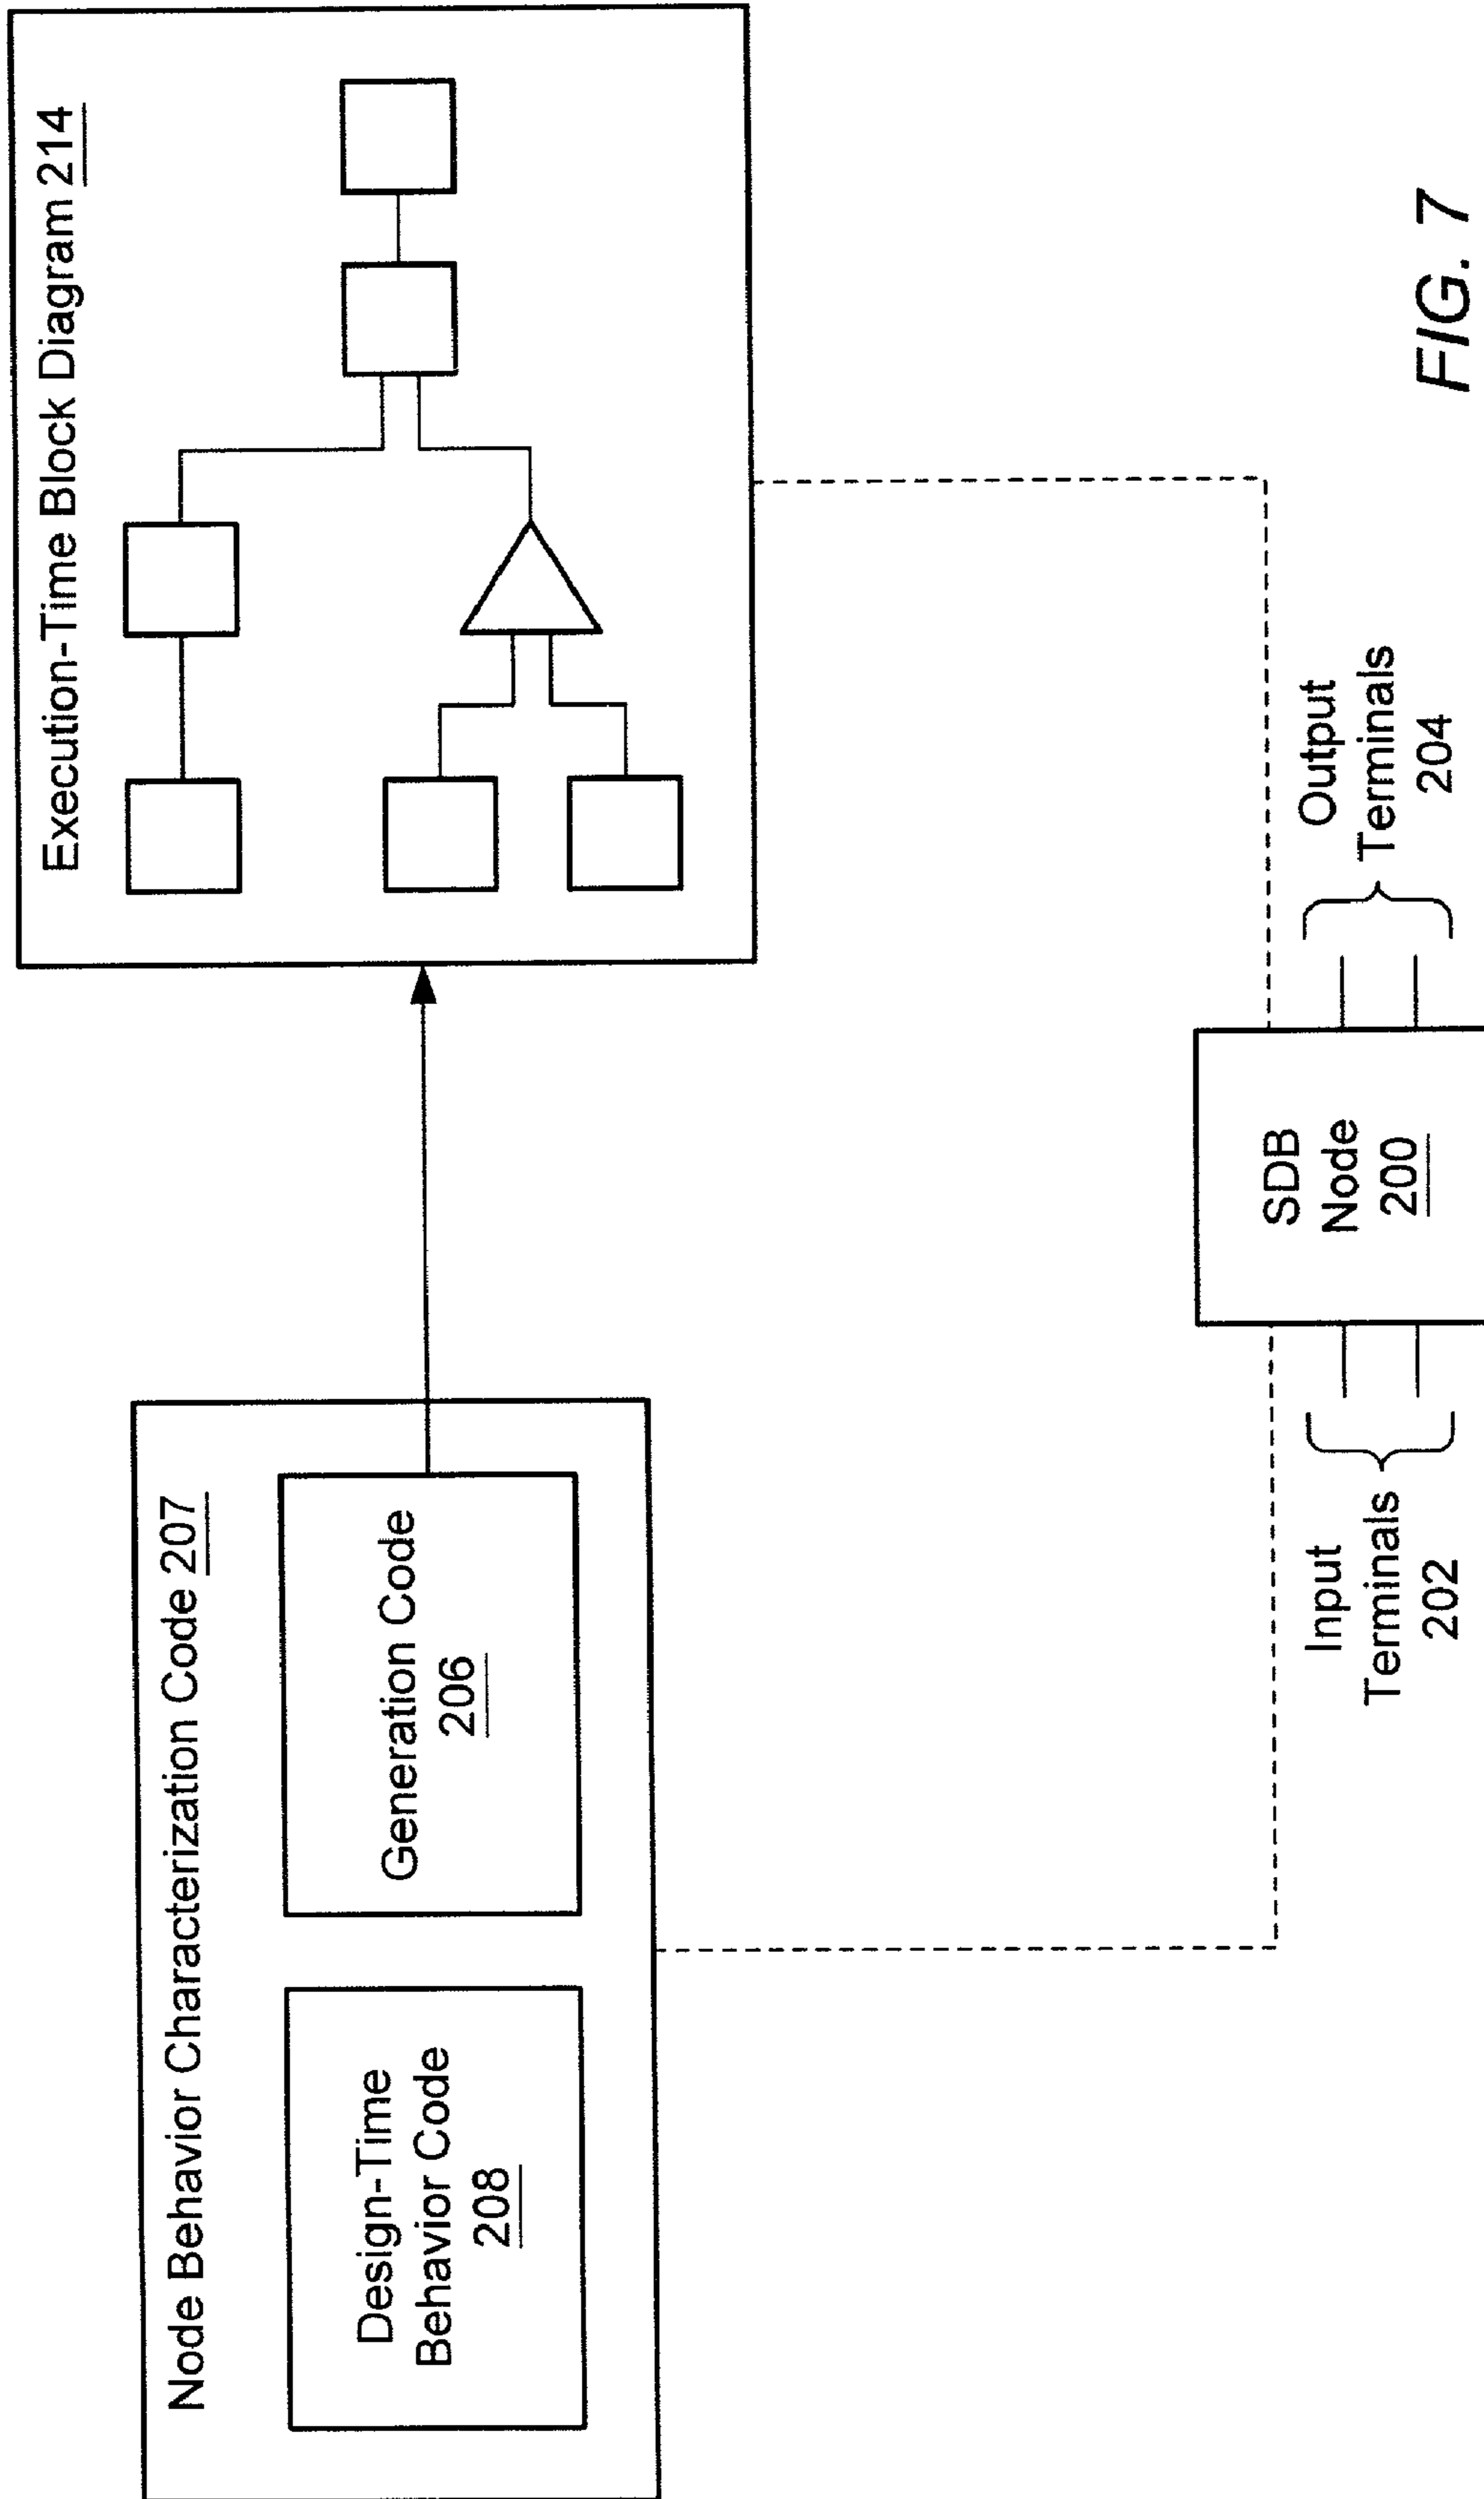 Node Behavior Characterization Code 207
Design-Time
Behavior Code
208
Generation Code
206
Execution-Time Block Diagram 214
SDB
Node
200
Input
Terminals
202
Output
Terminals
204
FIG. 7